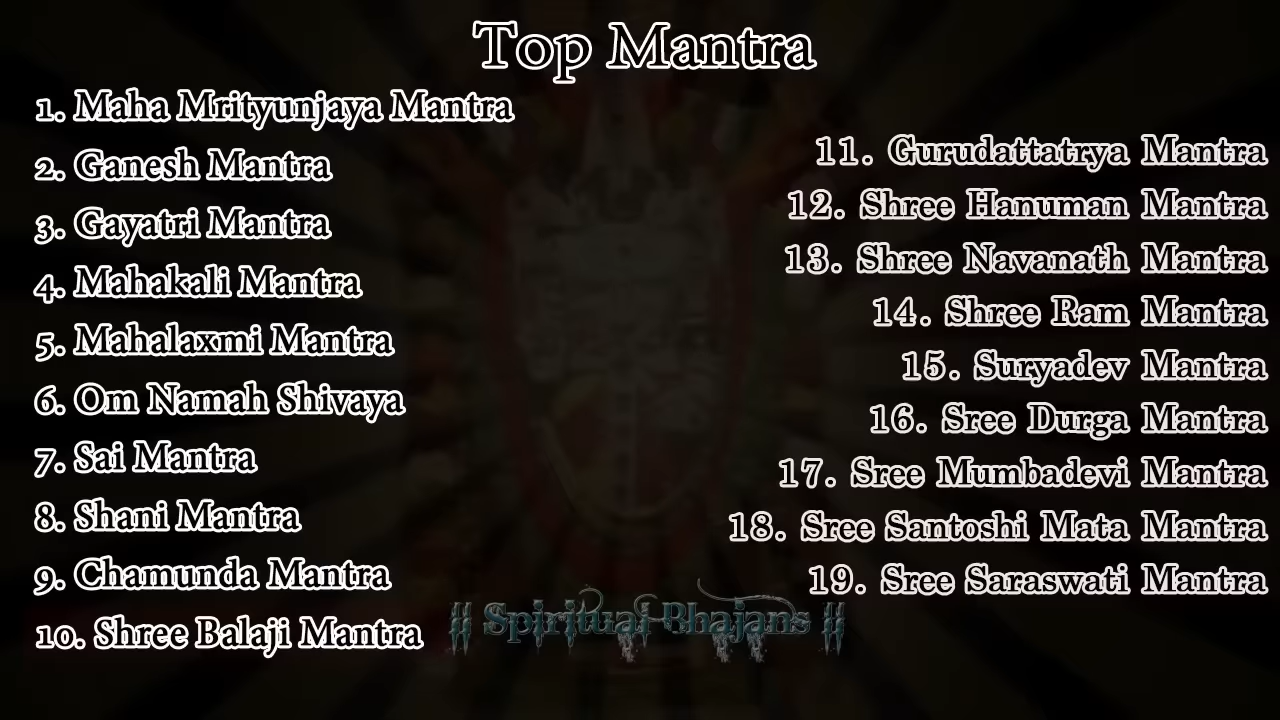 Top Mantra
1. Maha Mrityunjaya Mantra
2. Ganesh Mantra
3. Gayatri Mantra
4. Mahakali Mantra
5. Mahalaxmi Mantra
6. Om Namah Shivaya
7. Sai Mantra
8. Shani Mantra
9. Chamunda Mantra
10. Shree Balaji Mantra
11. Gurudattatrya Mantra
12. Shree Hanuman Mantra
13. Shree Navanath Mantra
14. Shree Ram Mantra
15. Suryadev Mantra
16. Sree Durga Mantra
17. Sree Mumbadevi Mantra
18. Sree Santoshi Mata Mantra
19. Sree Saraswati Mantra
|| Spiritual Bhajans ||